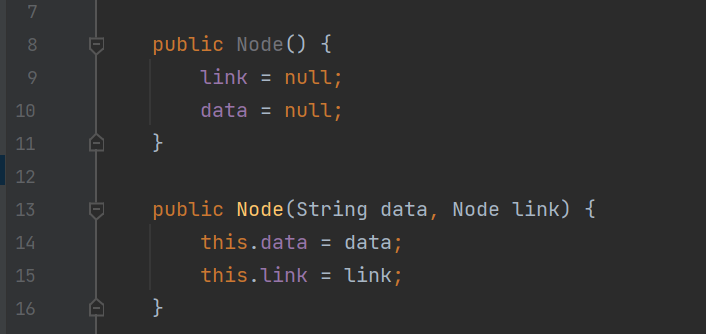 7
8 public Node() {
9 link = null;
10 data = null;
11 }
12
13 public Node(String data, Node link) {
14 this.data = data;
15 this.link = link;
16 }